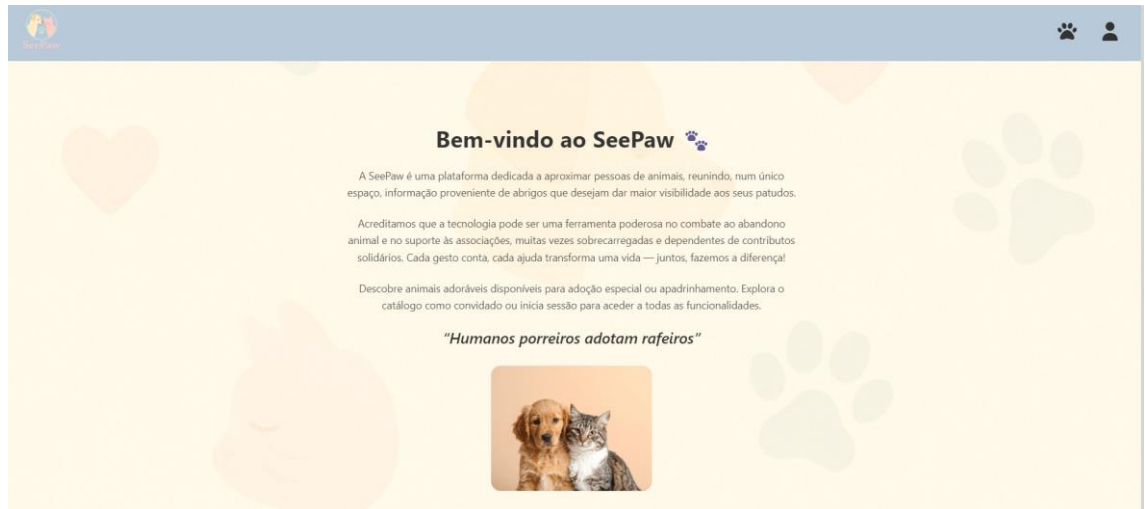 SeePaw
Bem-vindo ao SeePaw 🐾
A SeePaw é uma plataforma dedicada a aproximar pessoas de animais, reunindo, num único
espaço, informação proveniente de abrigos que desejam dar maior visibilidade aos seus patudos.
Acreditamos que a tecnologia pode ser uma ferramenta poderosa no combate ao abandono
animal e no suporte às associações, muitas vezes sobrecarregadas e dependentes de contributos
solidários. Cada gesto conta, cada ajuda transforma uma vida — juntos, fazemos a diferença!
Descobre animais adoráveis disponíveis para adoção especial ou apadrinhamento. Explora o
catálogo como convidado ou inicia sessão para aceder a todas as funcionalidades.
“Humanos porreiros adotam rafeiros”